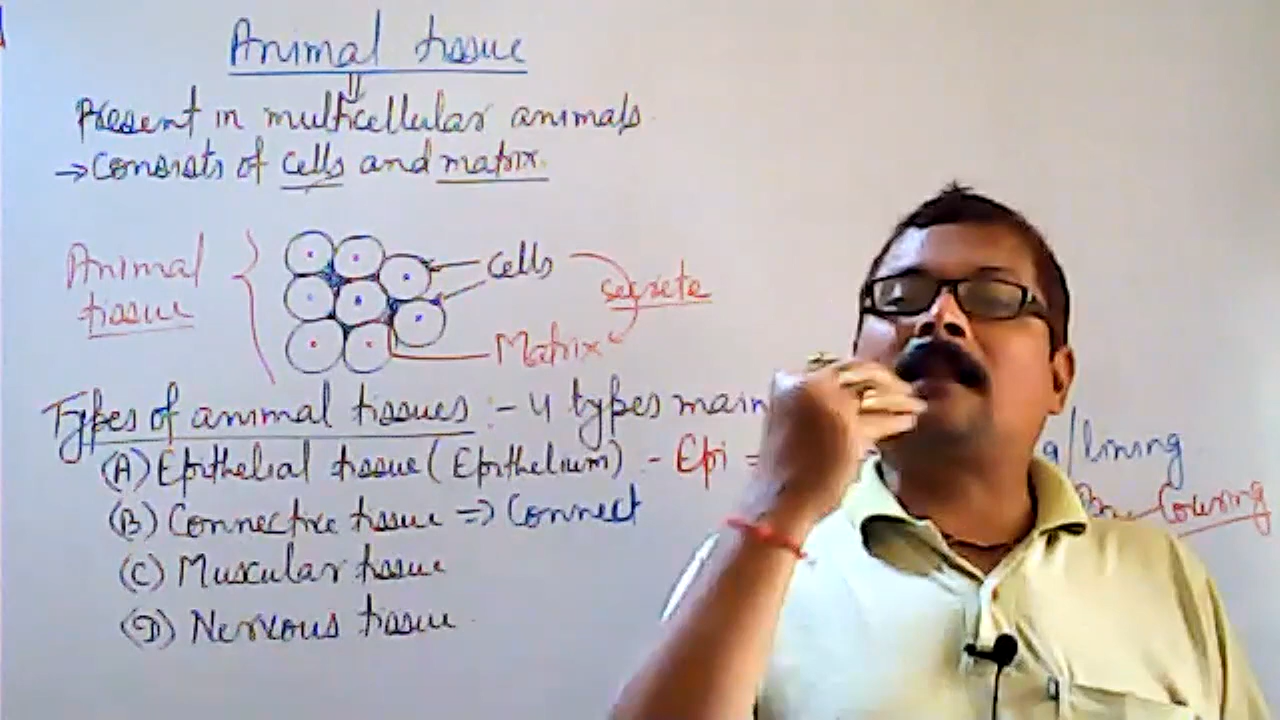 Animal tissue
Present in multicellular animals.
→ Consists of cells and matrix.
Animal tissue
cells
secrete
Matrix
Types of animal tissues :- 4 types main
(A) Epithelial tissue (Epithelium) - Epi =
g/lining
Covering
(B) Connective tissue => Connect
(C) Muscular tissue
(D) Nervous tissue